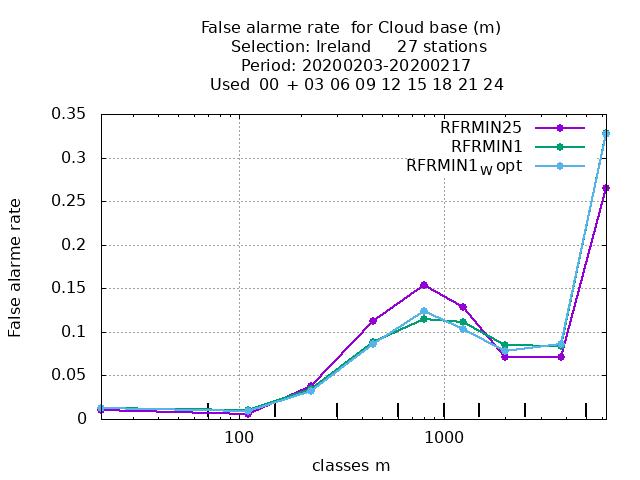 False alarme rate  for Cloud base (m)
Selection: Ireland     27 stations
Period: 20200203-20200217
Used  00 + 03 06 09 12 15 18 21 24
RFRMIN25
RFRMIN1
RFRMIN1w opt
0.35
0.3
0.25
0.2
0.15
0.1
0.05
0
False alarme rate
100
1000
classes m